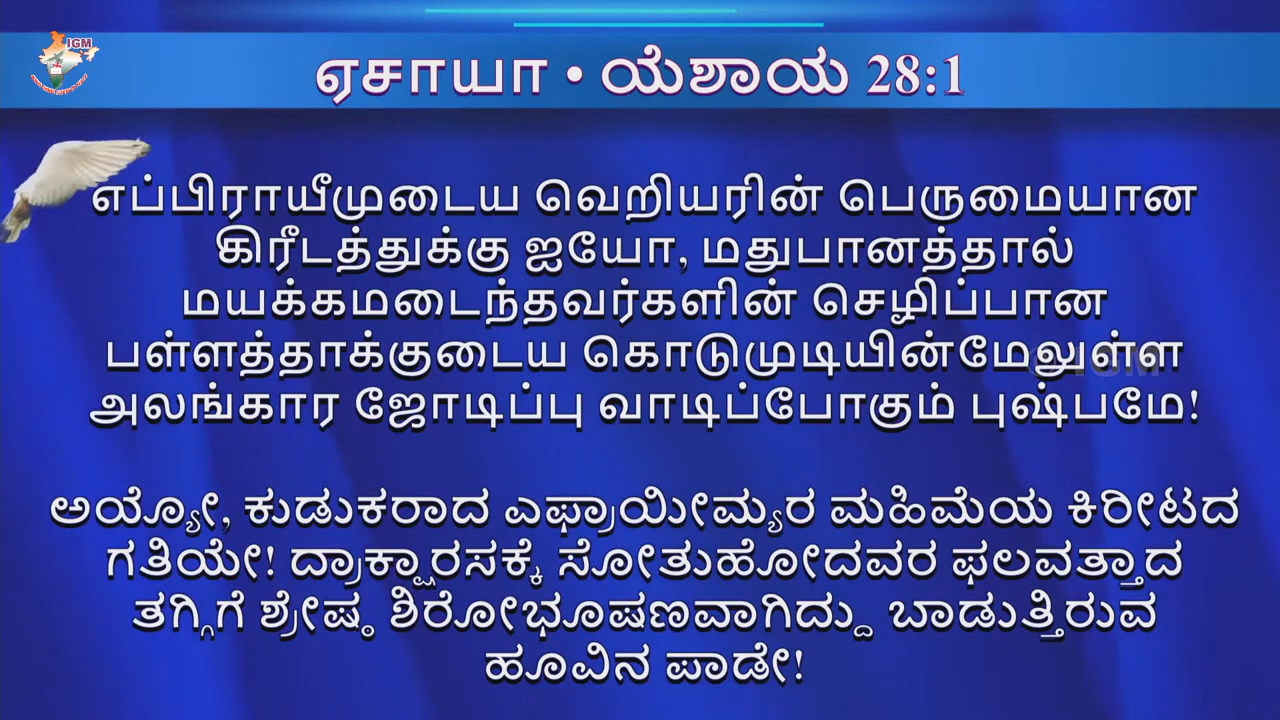 IGM
ஏசாயா • ಯೆಶಾಯ 28:1
எப்பிராயீமுடைய வெறியரின் பெருமையான
கிரீடத்துக்கு ஐயோ, மதுபானத்தால்
மயக்கமடைந்தவர்களின் செழிப்பான
பள்ளத்தாக்குடைய கொடுமுடியின்மேலுள்ள
அலங்கார ஜோடிப்பு வாடிப்போகும் புஷ்பமே!
ಅಯ್ಯೋ, ಕುಡುಕರಾದ ಎಫ್ರಾಯೀಮ್ಯರ ಮಹಿಮೆಯ ಕಿರೀಟದ
ಗತಿಯೇ! ದ್ರಾಕ್ಷಾರಸಕ್ಕೆ ಸೋತುಹೋದವರ ಫಲವತ್ತಾದ
ತಗ್ಗಿಗೆ ಶ್ರೇಷ್ಠ ಶಿರೋಭೂಷಣವಾಗಿದ್ದು ಬಾಡುತ್ತಿರುವ
ಹೂವಿನ ಪಾಡೇ!